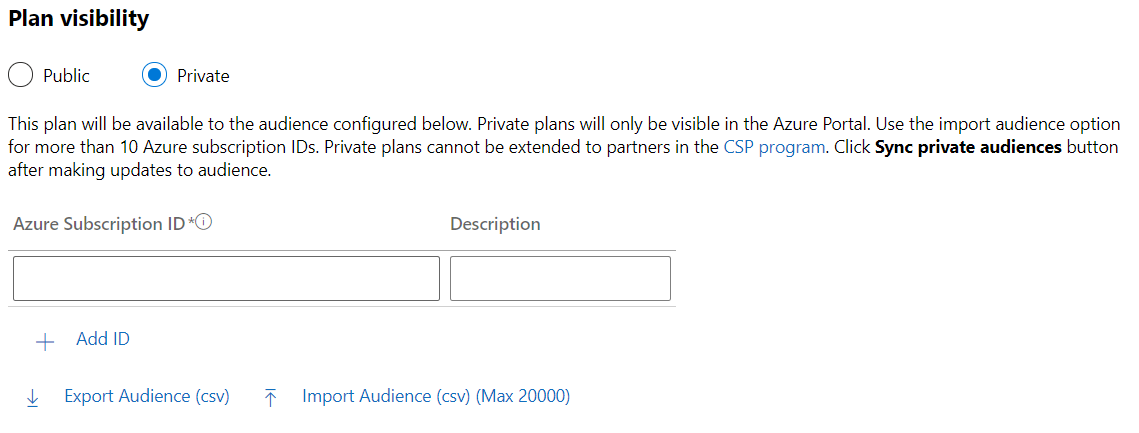 Plan visibility
Public Private
This plan will be available to the audience configured below. Private plans will only be visible in the Azure Portal. Use the import audience option
for more than 10 Azure subscription IDs. Private plans cannot be extended to partners in the CSP program. Click Sync private audiences button
after making updates to audience.
Azure Subscription ID * Description
Add ID
Export Audience (csv) Import Audience (csv) (Max 20000)